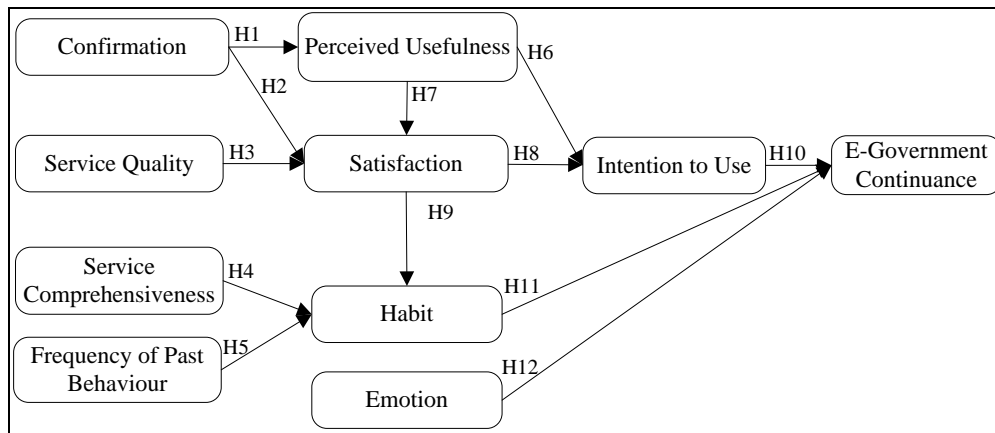 Confirmation
H1
Perceived Usefulness
H6
H2
H7
Service Quality
H3
Satisfaction
H8
Intention to Use
H10
E-Government
Continuance
H9
Service
Comprehensiveness
H4
Habit
H11
Frequency of Past
Behaviour
H5
Emotion
H12